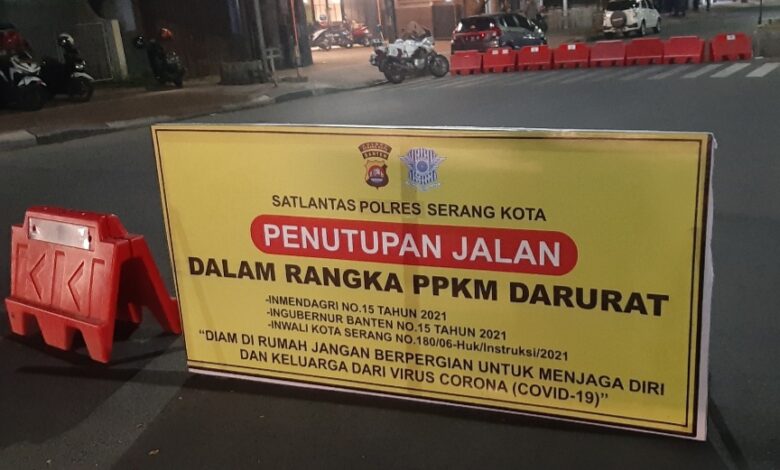 BANTEN
SATLANTAS POLRES SERANG KOTA
PENUTUPAN JALAN
DALAM RANGKA PPKM DARURAT
-INMENDAGRI NO.15 TAHUN 2021
-INGUBERNUR BANTEN NO.15 TAHUN 2021
-INWALI KOTA SERANG NO.180/06-Huk/Instruksi/2021
“DIAM DI RUMAH JANGAN BERPERGIAN UNTUK MENJAGA DIRI
DAN KELUARGA DARI VIRUS CORONA (COVID-19)”